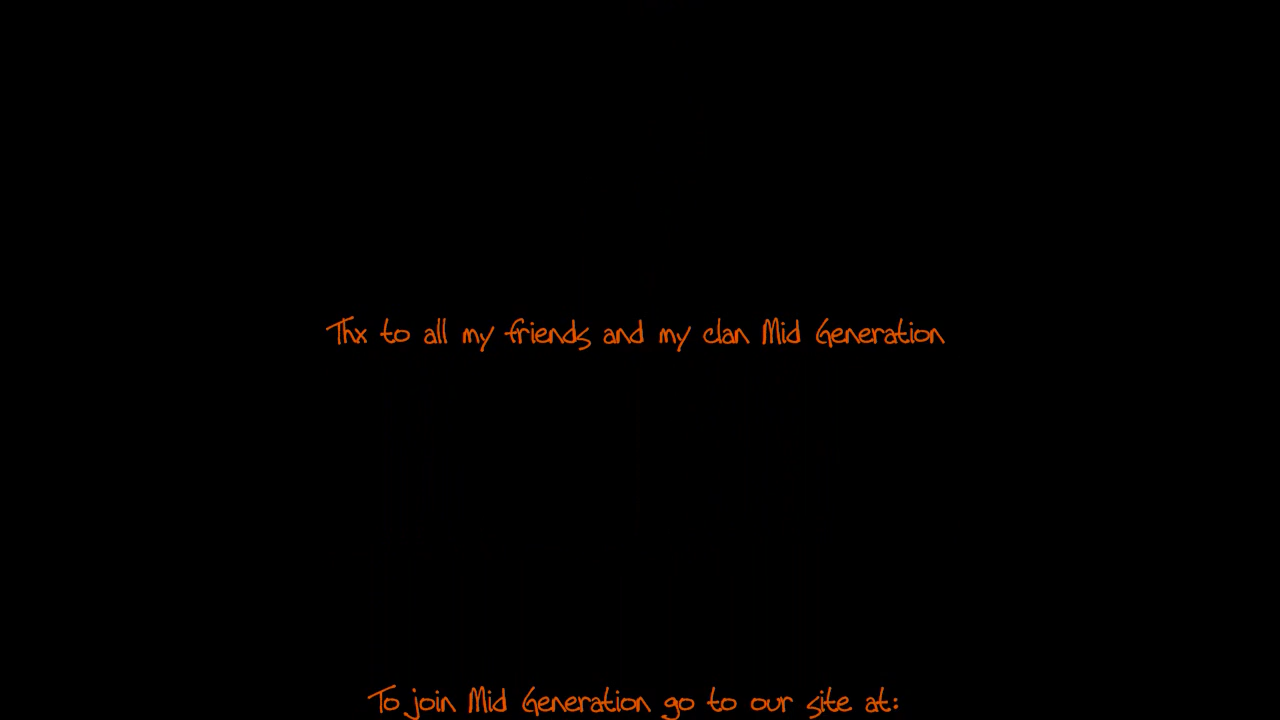 Thx to all my friends and my clan Mid Generation
To join Mid Generation go to our site at: